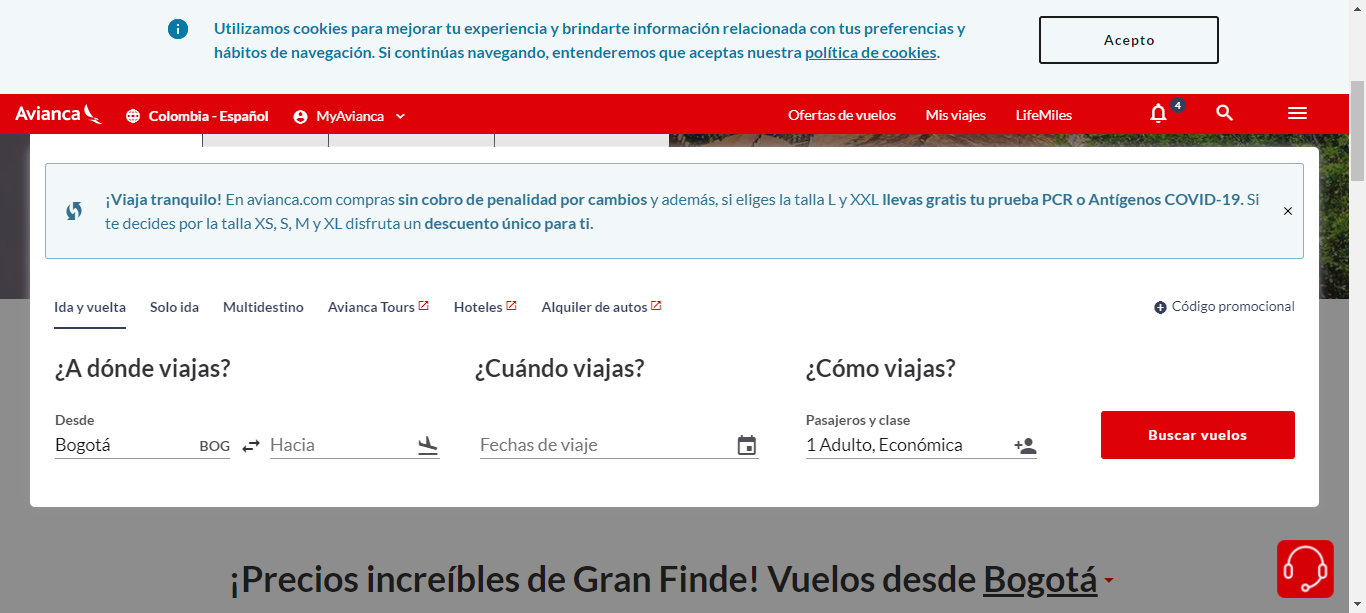 Utilizamos cookies para mejorar tu experiencia y brindarte información relacionada con tus preferencias y
hábitos de navegación. Si continúas navegando, entenderemos que aceptas nuestra política de cookies.
Acepto
Avianca
Colombia - Español
MyAvianca
Ofertas de vuelos
Mis viajes
LifeMiles
4
¡Viaja tranquilo! En avianca.com compras sin cobro de penalidad por cambios y además, si eliges la talla L y XXL llevas gratis tu prueba PCR o Antígenos COVID-19. Si
te decides por la talla XS, S, M y XL disfruta un descuento único para ti.
Ida y vuelta
Solo ida
Multidestino
Avianca Tours
Hoteles
Alquiler de autos
Código promocional
¿A dónde viajas?
¿Cuándo viajas?
¿Cómo viajas?
Desde
Bogotá
BOG
Hacia
Fechas de viaje
Pasajeros y clase
1 Adulto, Económica
Buscar vuelos
¡Precios increíbles de Gran Finde! Vuelos desde Bogotá